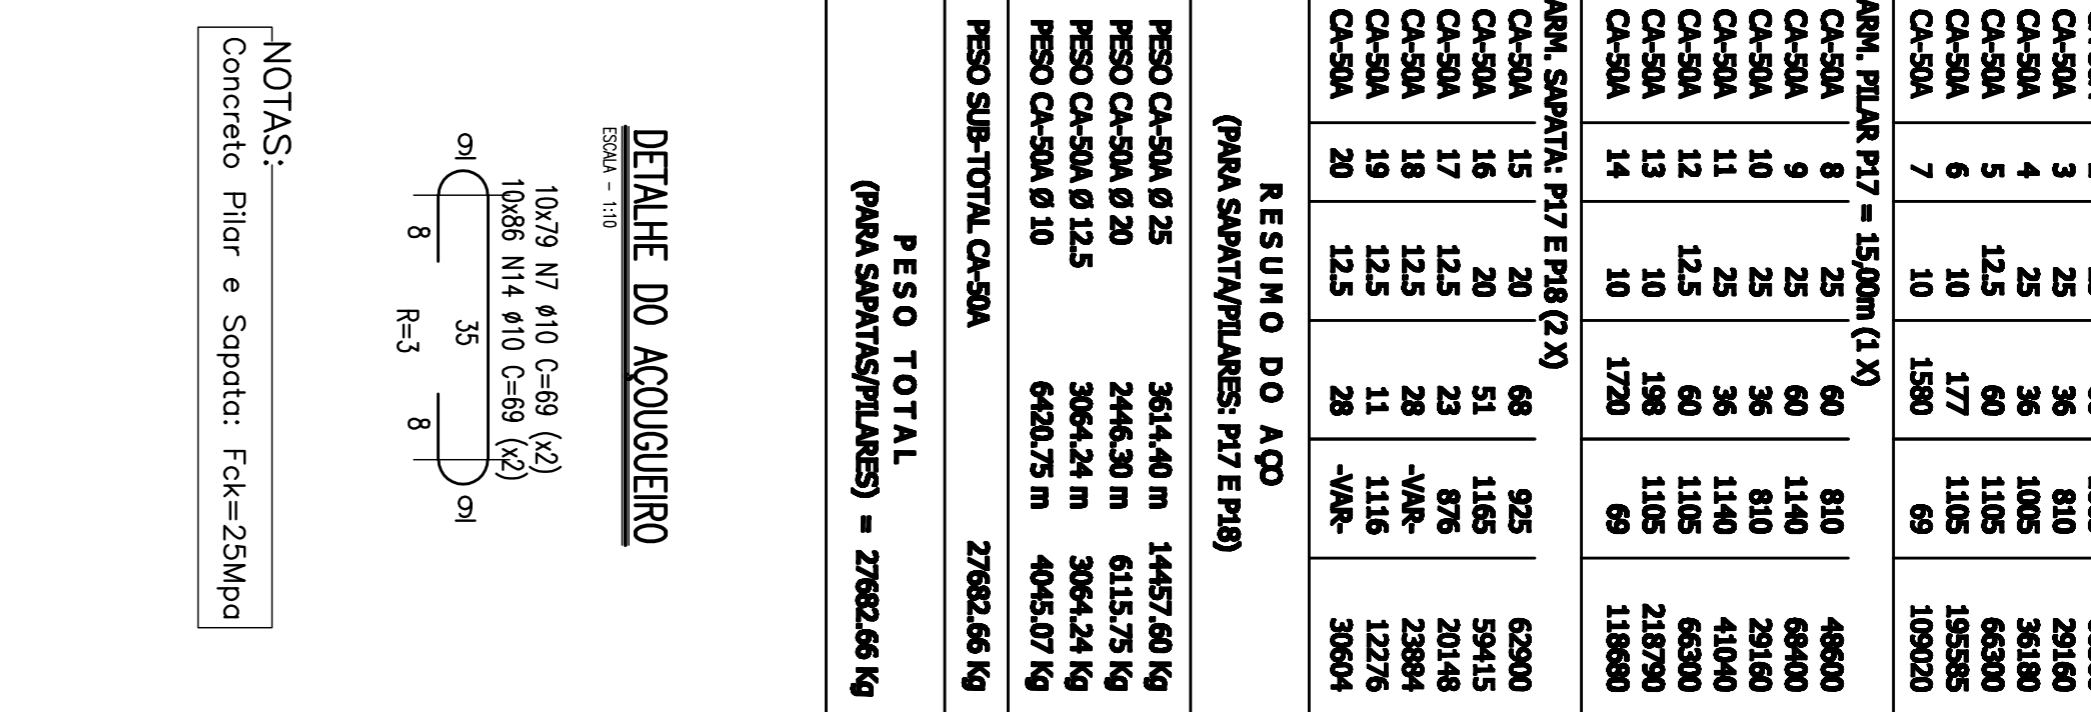 CA-50A 3 25 36 810 29160
CA-50A 4 25 36 1005 36180
CA-50A 5 12.5 60 1105 66300
CA-50A 6 10 177 1105 195585
CA-50A 7 10 1580 69 109020
ARM. PILAR P17 = 15,00m (1 X)
CA-50A 8 25 60 810 48600
CA-50A 9 25 60 1140 68400
CA-50A 10 25 36 810 29160
CA-50A 11 25 36 1140 41040
CA-50A 12 12.5 60 1105 66300
CA-50A 13 10 198 1105 218790
CA-50A 14 10 1720 69 118680
ARM. SAPATA: P17 E P18 (2 X)
CA-50A 15 20 68 925 62900
CA-50A 16 20 51 1165 59415
CA-50A 17 12.5 23 876 20148
CA-50A 18 12.5 28 -VAR- 23884
CA-50A 19 12.5 11 1116 12276
CA-50A 20 12.5 28 -VAR- 30604
RESUMO DO AÇO
(PARA SAPATA/PILARES: P17 E P18)
PESO CA-50A Ø 25 3614.40 m 14457.60 Kg
PESO CA-50A Ø 20 2446.30 m 6115.75 Kg
PESO CA-50A Ø 12.5 3064.24 m 3064.24 Kg
PESO CA-50A Ø 10 6420.75 m 4045.07 Kg
PESO SUB-TOTAL CA-50A 27682.66 Kg
PESO TOTAL
(PARA SAPATAS/PILARES) = 27682.66 Kg
DETALHE DO AÇOUGUEIRO
ESCALA - 1:10
10x79 N7 ø10 C=69 (x2)
10x86 N14 ø10 C=69 (x2)
9 35 9
8 R=3 8
NOTAS:
Concreto Pilar e Sapata: Fck=25Mpa